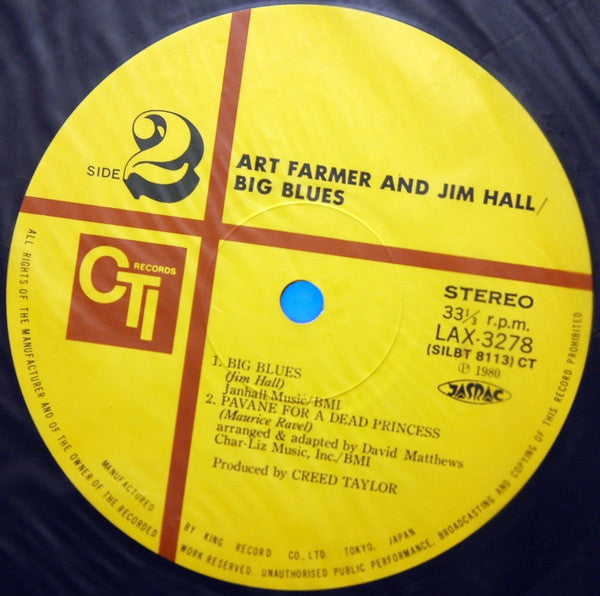 SIDE 2
ART FARMER AND JIM HALL/
BIG BLUES
CTI RECORDS
STEREO
33⅓ r.p.m.
LAX-3278
(SILBT 8113) CT
Ⓟ 1980
JASRAC
1. BIG BLUES
(Jim Hall)
Janhall Music/BMI
2. PAVANE FOR A DEAD PRINCESS
(Maurice Ravel)
arranged & adapted by David Matthews
Char-Liz Music, Inc./BMI
Produced by CREED TAYLOR
MANUFACTURED BY KING RECORD CO., LTD. TOKYO, JAPAN
ALL RIGHTS OF THE MANUFACTURER AND OF THE OWNER OF THE RECORDED WORK RESERVED. UNAUTHORISED PUBLIC PERFORMANCE, BROADCASTING AND COPYING OF THIS RECORD PROHIBITED